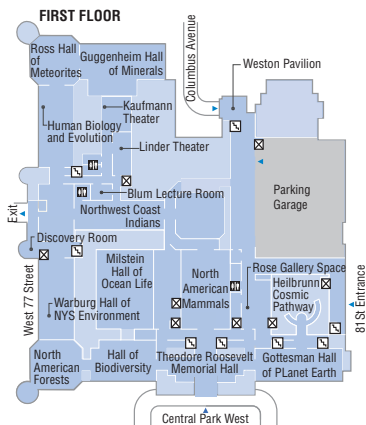 FIRST FLOOR
Columbus Avenue
Ross Hall
of
Meteorites
Guggenheim Hall
of Minerals
Weston Pavilion
Kaufmann
Theater
Human Biology
and Evolution
Linder Theater
Blum Lecture Room
Parking
Garage
Northwest Coast
Indians
Exit
Discovery Room
Milstein
Hall of
Ocean Life
North
American
Mammals
Rose Gallery Space
Heilbrunn
Cosmic
Pathway
West 77 Street
81 St Entrance
Warburg Hall of
NYS Environment
North
American
Forests
Hall of
Biodiversity
Theodore Roosevelt
Memorial Hall
Gottesman Hall
of PLanet Earth
Central Park West